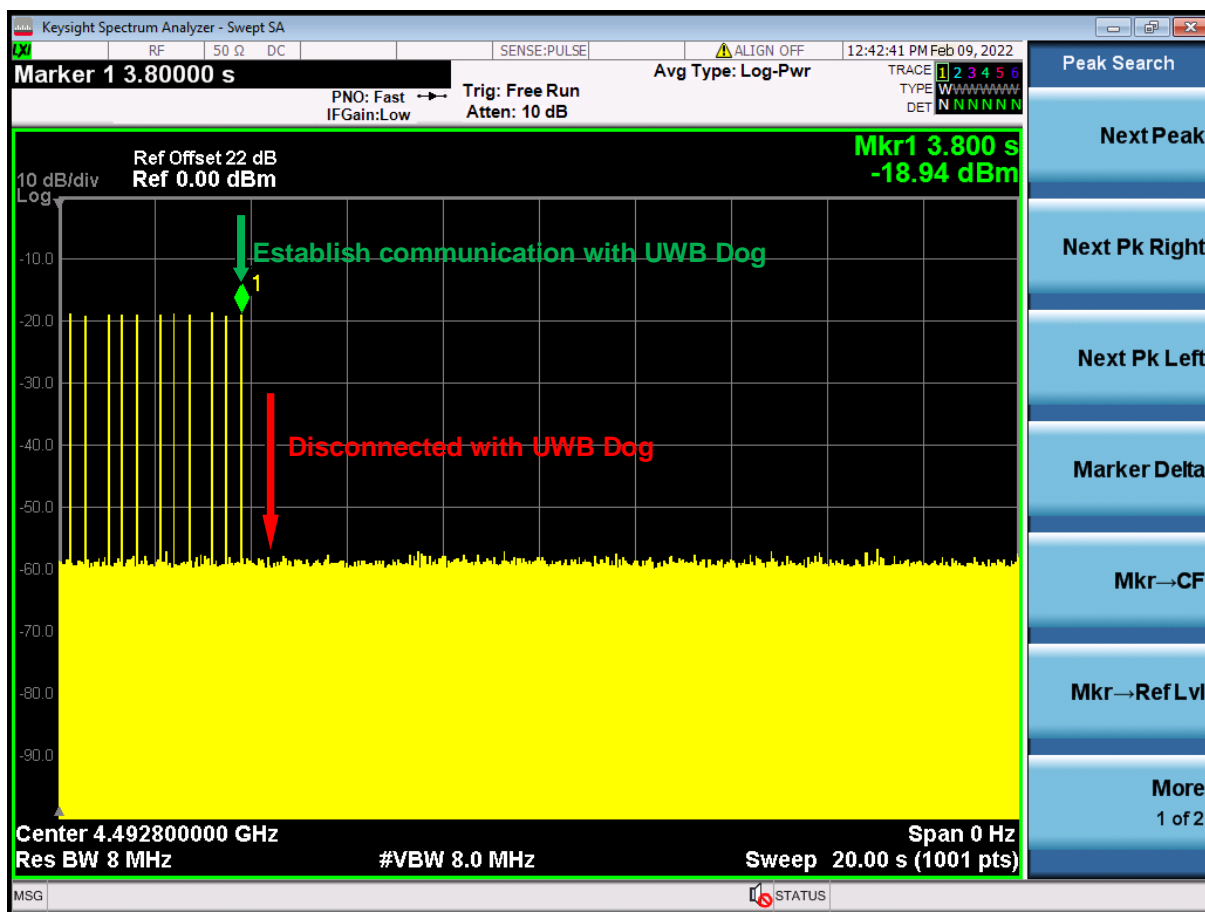 Keysight Spectrum Analyzer - Swept SA
LXI RF 50 Ω DC SENSE:PULSE ALIGN OFF 12:42:41 PM Feb 09, 2022
Marker 1 3.80000 s
PNO: Fast
IFGain:Low
Trig: Free Run
Atten: 10 dB
Avg Type: Log-Pwr
TRACE 1 2 3 4 5 6
TYPE WWWWWWW
DET N N N N N N
Peak Search
Next Peak
Next Pk Right
Next Pk Left
Marker Delta
Mkr→CF
Mkr→Ref Lvl
More
1 of 2
Mkr1 3.800 s
-18.94 dBm
Ref Offset 22 dB
10 dB/div Ref 0.00 dBm
Log
Establish communication with UWB Dog
1
Disconnected with UWB Dog
-10.0
-20.0
-30.0
-40.0
-50.0
-60.0
-70.0
-80.0
-90.0
Center 4.492800000 GHz Span 0 Hz
Res BW 8 MHz #VBW 8.0 MHz Sweep 20.00 s (1001 pts)
MSG STATUS